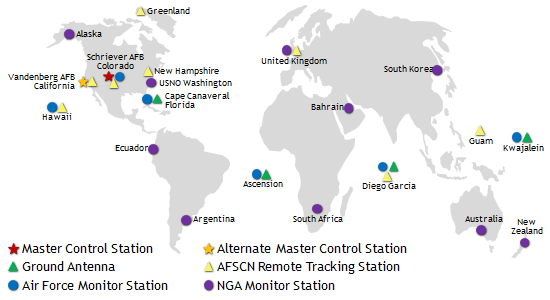 Greenland
Alaska
Schriever AFB
Colorado
United Kingdom
South Korea
Vandenberg AFB
California
New Hampshire
USNO Washington
Cape Canaveral
Florida
Hawaii
Bahrain
Guam
Kwajalein
Ecuador
Ascension
Diego Garcia
Argentina
South Africa
Australia
New
Zealand
Master Control Station
Alternate Master Control Station
Ground Antenna
AFSCN Remote Tracking Station
Air Force Monitor Station
NGA Monitor Station